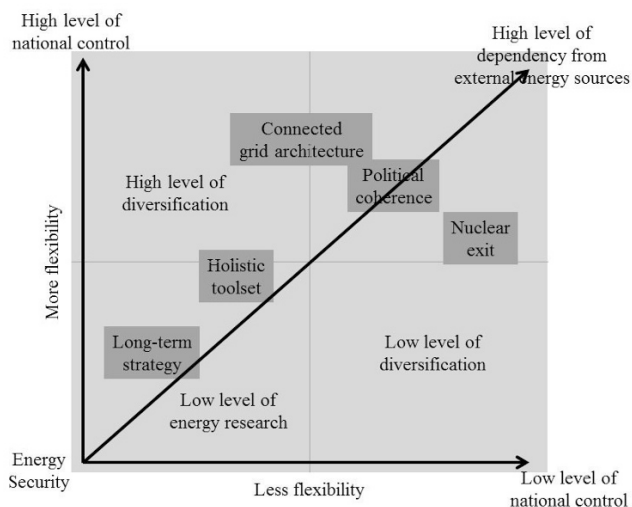 High level of
national control
High level of
dependency from
external energy sources
Connected
grid architecture
Political
coherence
High level of
diversification
Nuclear
exit
More flexibility
Holistic
toolset
Long-term
strategy
Low level of
diversification
Low level of
energy research
Energy
Security
Less flexibility
Low level of
national control